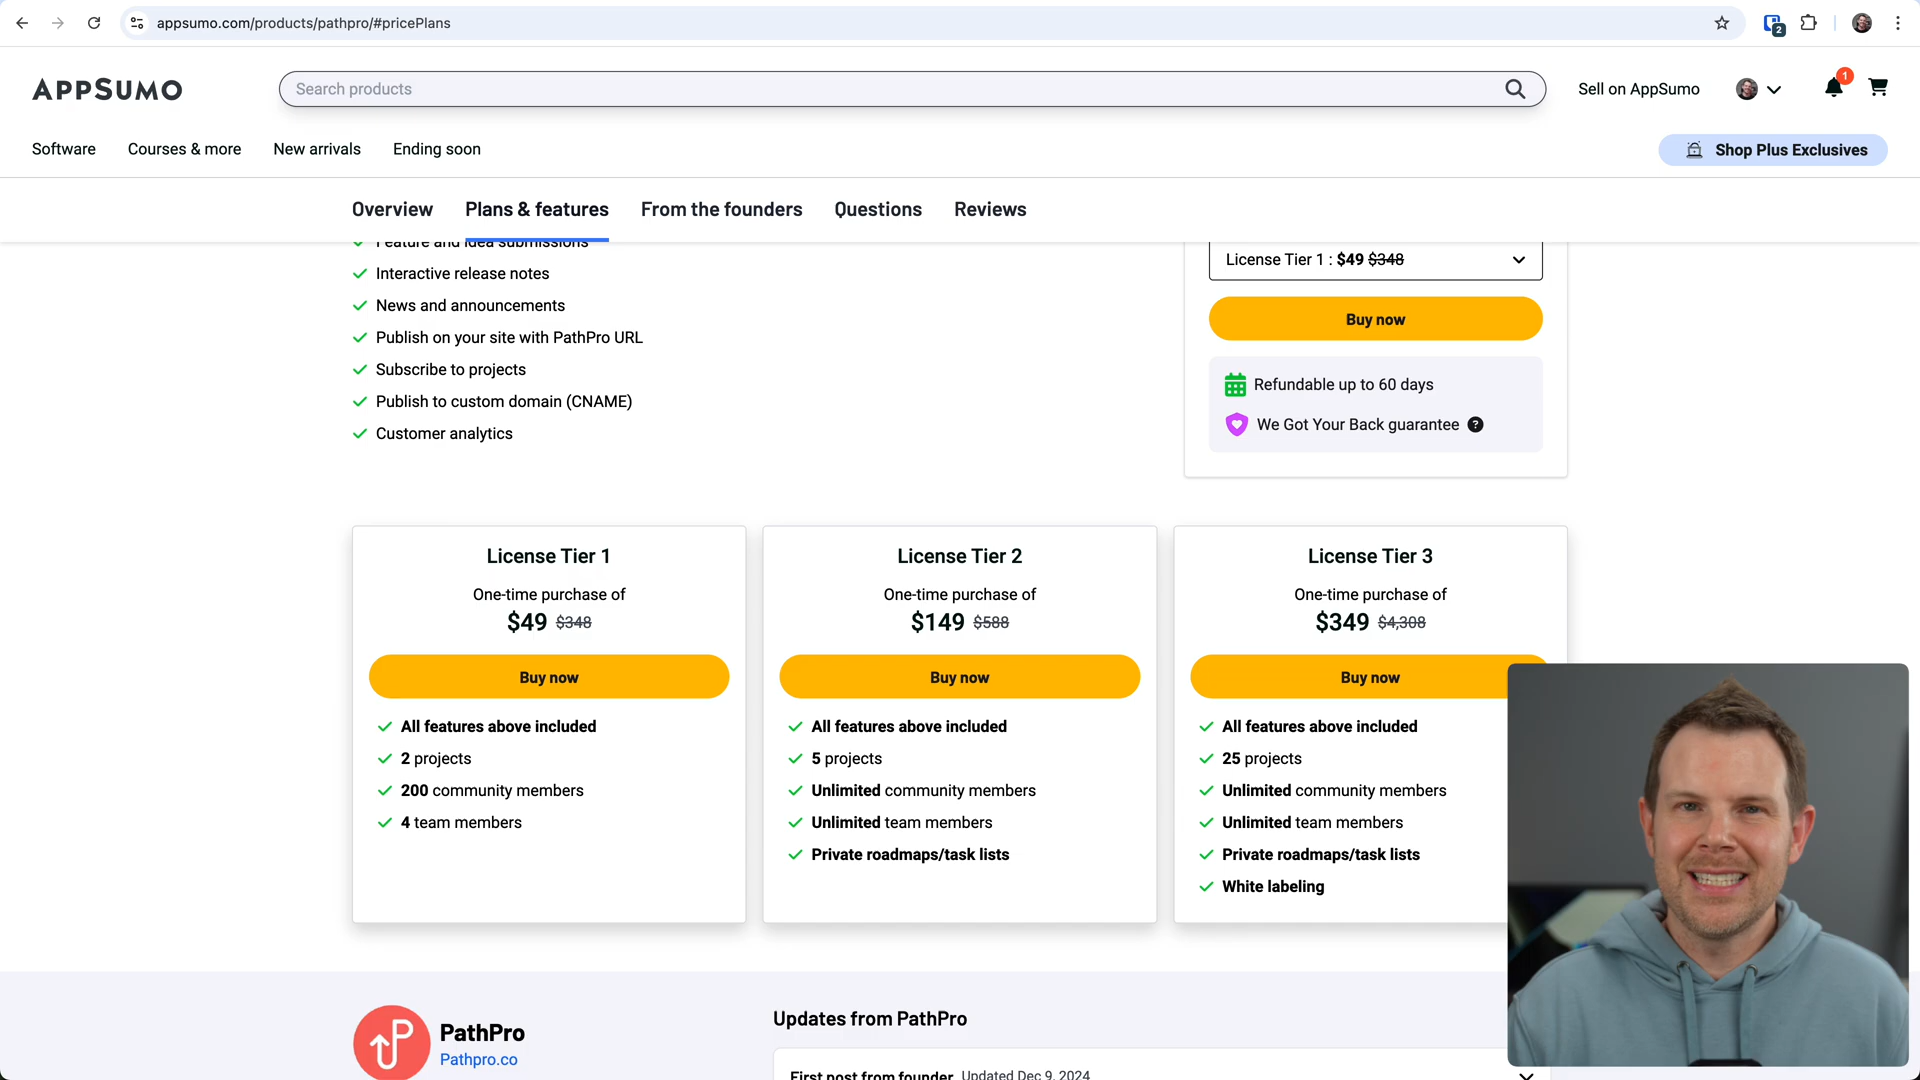 appsumo.com/products/pathpro/#pricePlans
2
APPSUMO
Search products
Sell on AppSumo
1
Software
Courses & more
New arrivals
Ending soon
Shop Plus Exclusives
Overview
Plans & features
From the founders
Questions
Reviews
Feature and idea submissions
Interactive release notes
News and announcements
Publish on your site with PathPro URL
Subscribe to projects
Publish to custom domain (CNAME)
Customer analytics
License Tier 1 : $49 $348
Buy now
Refundable up to 60 days
We Got Your Back guarantee ?
License Tier 1
One-time purchase of
$49 $348
Buy now
All features above included
2 projects
200 community members
4 team members
License Tier 2
One-time purchase of
$149 $588
Buy now
All features above included
5 projects
Unlimited community members
Unlimited team members
Private roadmaps/task lists
License Tier 3
One-time purchase of
$349 $4,308
Buy now
All features above included
25 projects
Unlimited community members
Unlimited team members
Private roadmaps/task lists
White labeling
PathPro
Pathpro.co
Updates from PathPro
First post from founder Updated Dec 9, 2024